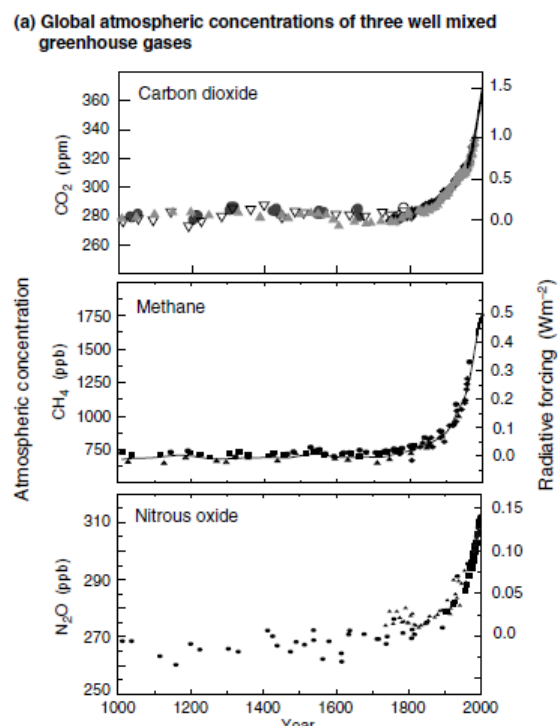 (a) Global atmospheric concentrations of three well mixed
greenhouse gases
Carbon dioxide
CO₂ (ppm)
360
340
320
300
280
260
1.5
1.0
0.5
0.0
Methane
Atmospheric concentration
CH₄ (ppb)
1750
1500
1250
1000
750
0.5
0.4
0.3
0.2
0.1
0.0
Radiative forcing (Wm⁻²)
Nitrous oxide
N₂O (ppb)
310
290
270
250
0.15
0.10
0.05
0.0
1000 1200 1400 1600 1800 2000
Year